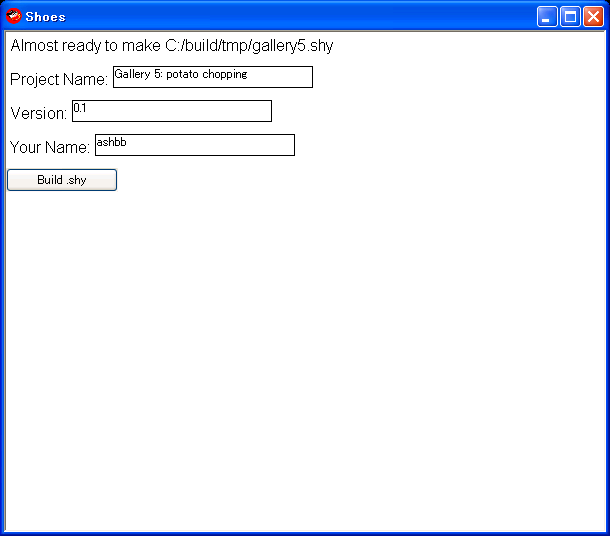 Shoes
Almost ready to make C:/build/tmp/gallery5.shy
Project Name: Gallery 5: potato chopping
Version: 0.1
Your Name: ashbb
Build .shy